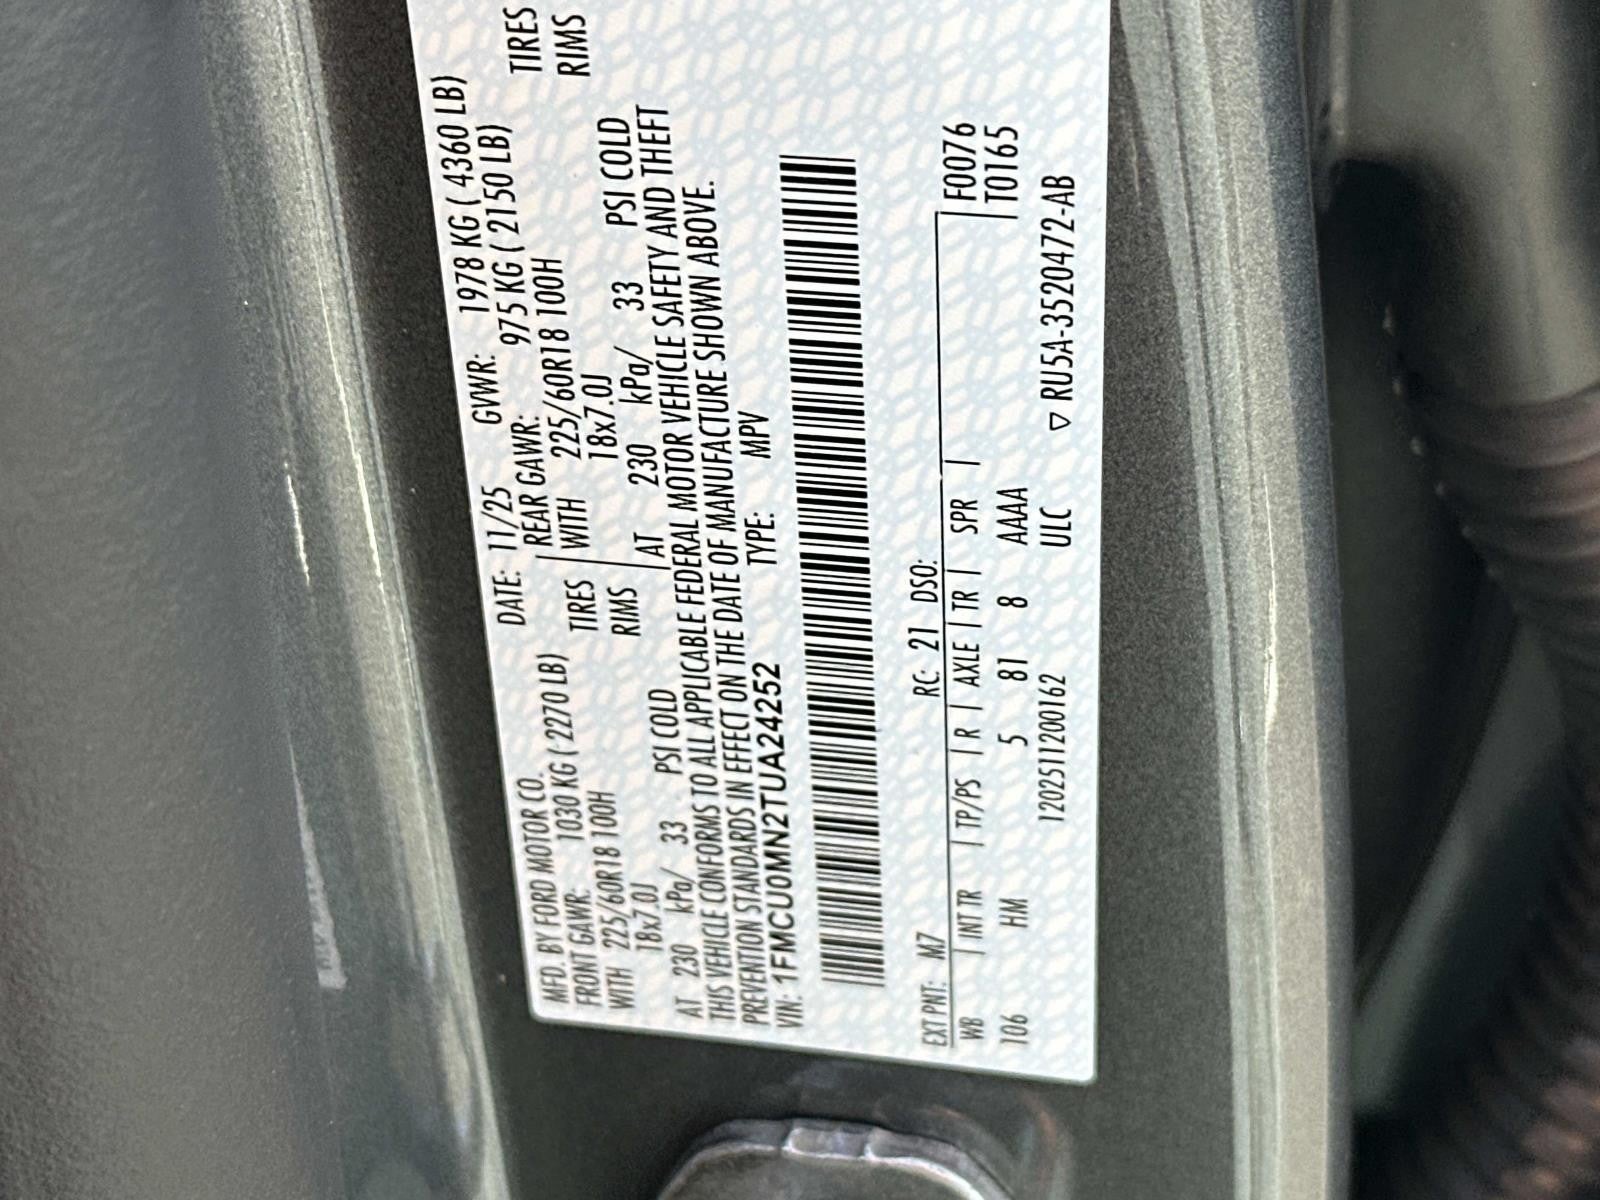 MFD. BY FORD MOTOR CO.
DATE: 11/25 GVWR: 1978 KG ( 4360 LB)
FRONT GAWR: 1030 KG ( 2270 LB) REAR GAWR: 975 KG ( 2150 LB)
WITH 225/60R18 100H TIRES WITH 225/60R18 100H TIRES
18x7.0J RIMS 18x7.0J RIMS
AT 230 kPa/ 33 PSI COLD AT 230 kPa/ 33 PSI COLD
THIS VEHICLE CONFORMS TO ALL APPLICABLE FEDERAL MOTOR VEHICLE SAFETY AND THEFT
PREVENTION STANDARDS IN EFFECT ON THE DATE OF MANUFACTURE SHOWN ABOVE.
VIN: 1FMCU0MN2TUA24252 TYPE: MPV
EXT PNT: M7 RC: 21 DSO:
WB | INT TR | TP/PS | R | AXLE | TR | SPR | F0076
106 HM 5 81 8 AAAA T0165
12025112001​62 ULC ▽ RU5A-3520472-AB